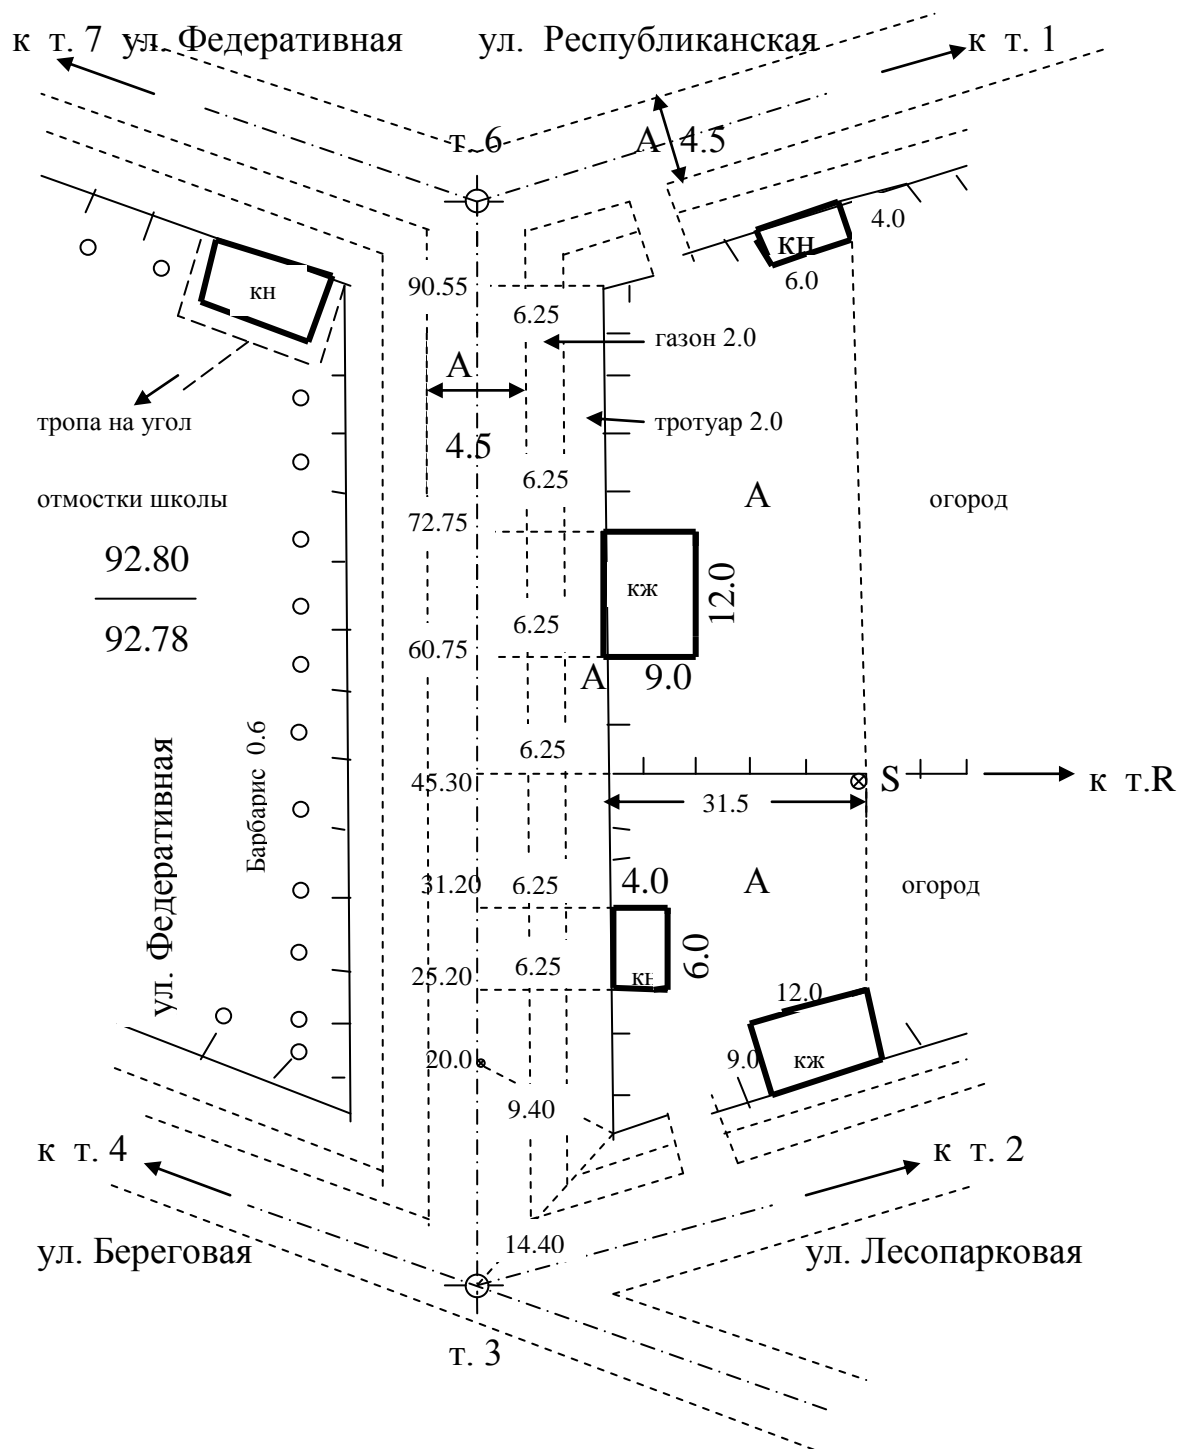 к т. 7 ул. Федеративная ул. Республиканская к т. 1
т. 6 А 4.5
4.0
кн
6.0
кн
90.55
6.25
газон 2.0
А
тропа на угол
тротуар 2.0
4.5
6.25
А
отмостки школы
огород
72.75
92.80
92.78
кж
12.0
6.25
60.75
А 9.0
Барбарис 0.6
ул. Федеративная
6.25
45.30
S
к т.R
31.5
31.20
6.25
4.0
А
огород
6.0
25.20
6.25
12.0
20.0
9.0
кж
9.40
к т. 4
к т. 2
14.40
ул. Береговая
ул. Лесопарковая
т. 3